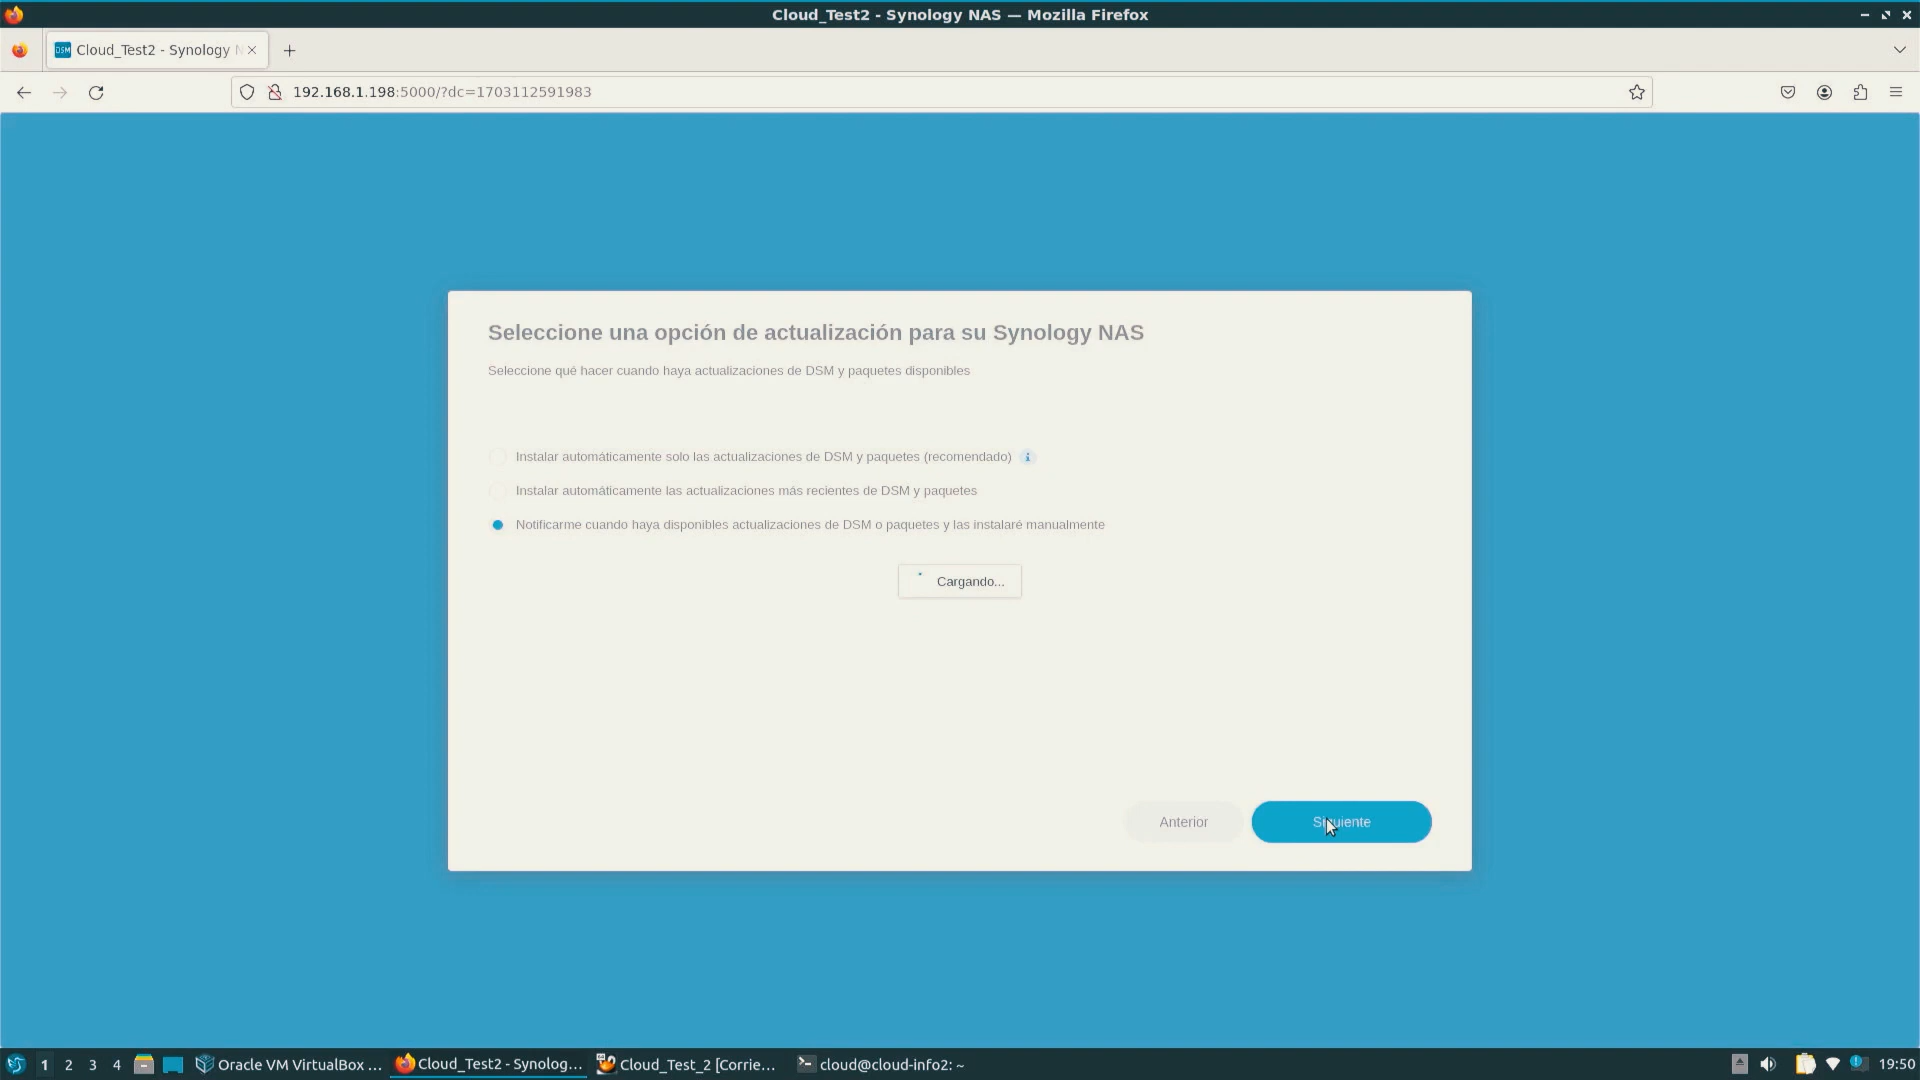 Cloud_Test2 - Synology NAS — Mozilla Firefox
DSM Cloud_Test2 - Synology N
192.168.1.198:5000/?dc=1703112591983
Seleccione una opción de actualización para su Synology NAS
Seleccione qué hacer cuando haya actualizaciones de DSM y paquetes disponibles
Instalar automáticamente solo las actualizaciones de DSM y paquetes (recomendado) i
Instalar automáticamente las actualizaciones más recientes de DSM y paquetes
Notificarme cuando haya disponibles actualizaciones de DSM o paquetes y las instalaré manualmente
Cargando...
Anterior Siguiente
1 2 3 4 Oracle VM VirtualBox ... Cloud_Test2 - Synolog... Cloud_Test_2 [Corrie... cloud@cloud-info2: ~ 19:50